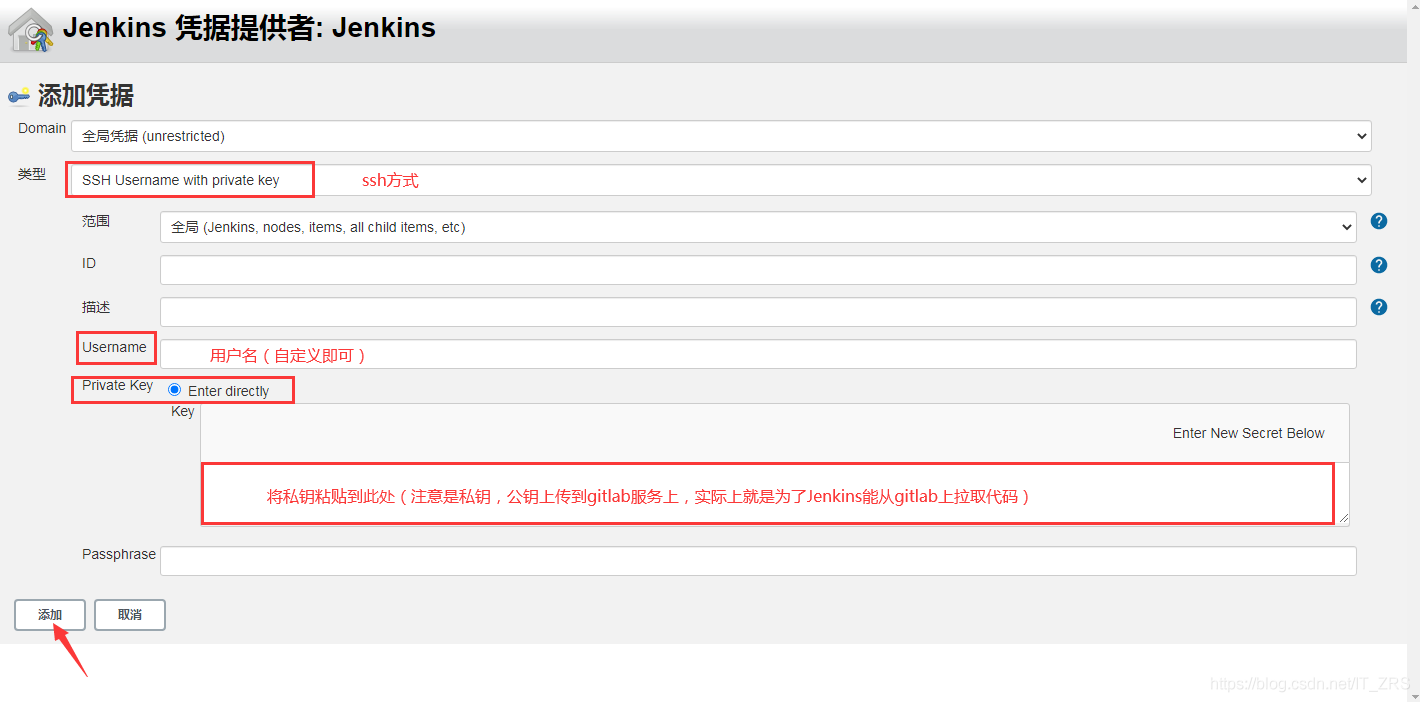 Jenkins 凭据提供者: Jenkins
添加凭据
Domain 全局凭据 (unrestricted)
类型 SSH Username with private key ssh方式
范围 全局 (Jenkins, nodes, items, all child items, etc)
ID
描述
Username 用户名（自定义即可）
Private Key Enter directly
Key
Enter New Secret Below
将私钥粘贴到此处（注意是私钥，公钥上传到gitlab服务上，实际上就是为了Jenkins能从gitlab上拉取代码）
Passphrase
添加 取消
https://blog.csdn.net/IT_ZRS